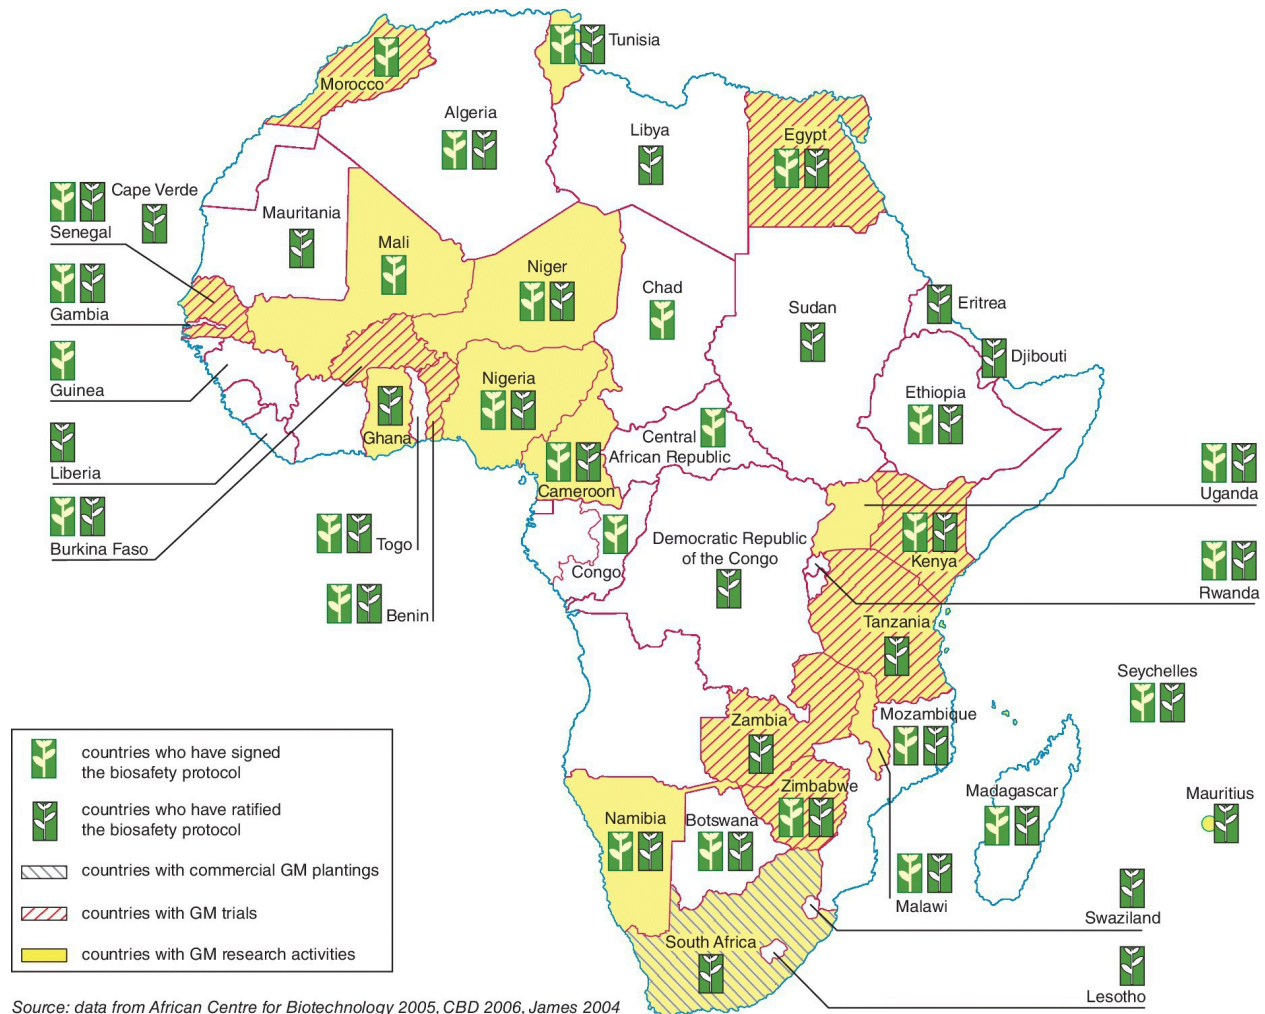 Tunisia
Morocco
Algeria
Libya
Egypt
Cape Verde
Senegal
Mauritania
Mali
Niger
Chad
Sudan
Eritrea
Gambia
Djibouti
Guinea
Nigeria
Ethiopia
Ghana
Central
African Republic
Liberia
Cameroon
Uganda
Burkina Faso
Togo
Democratic Republic
of the Congo
Congo
Kenya
Rwanda
Benin
Tanzania
Seychelles
Zambia
Mozambique
Zimbabwe
Madagascar
Mauritius
Namibia
Botswana
Malawi
Swaziland
South Africa
Lesotho
countries who have signed
the biosafety protocol
countries who have ratified
the biosafety protocol
countries with commercial GM plantings
countries with GM trials
countries with GM research activities
Source: data from African Centre for Biotechnology 2005, CBD 2006, James 2004